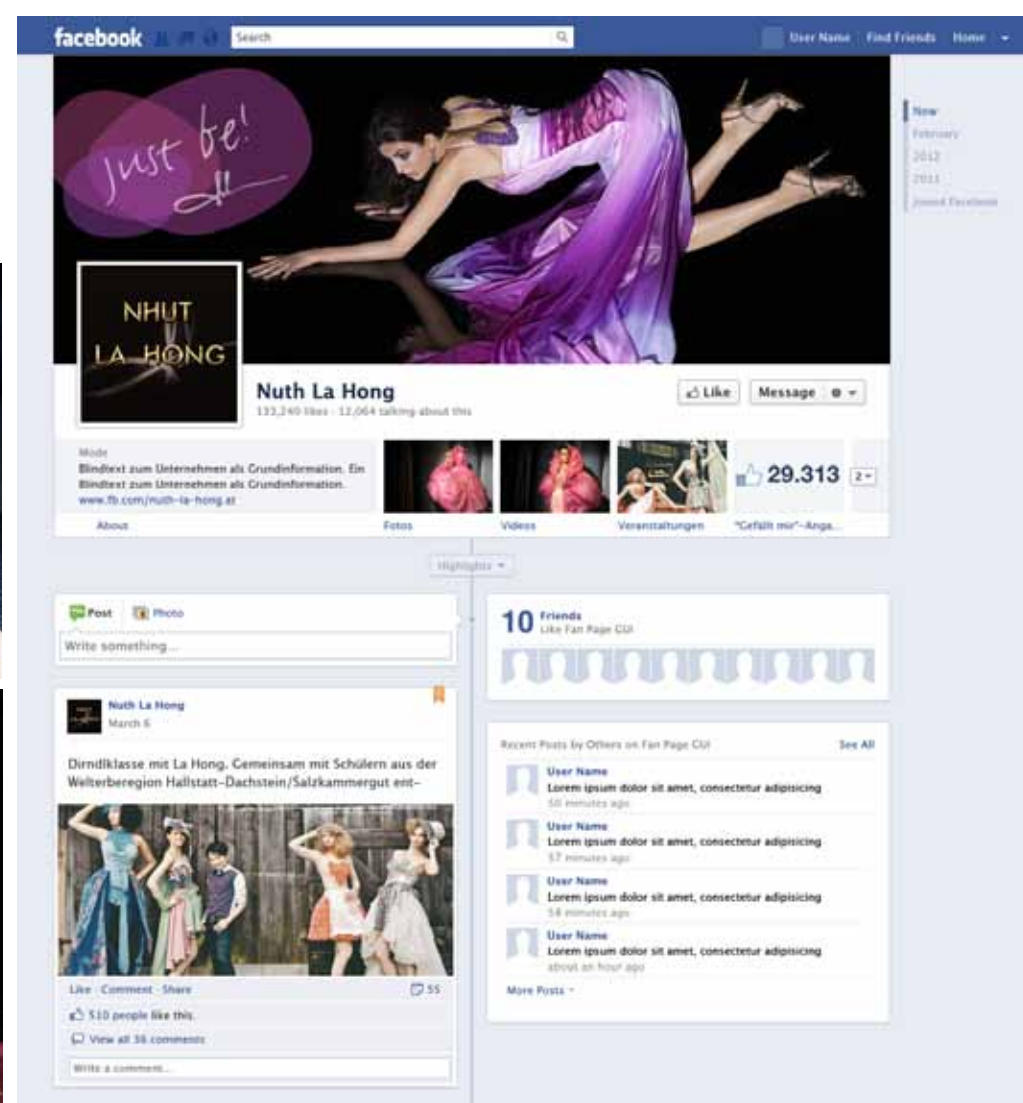 facebook
Search
User Name Find Friends Home
Now
February
2012
2011
Joined Facebook
just be!
NHUT
LA HONG
Nuth La Hong
133,240 likes · 12,064 talking about this
Like
Message
Mode
Blindtext zum Unternehmen als Grundinformation. Ein
Blindtext zum Unternehmen als Grundinformation.
www.fb.com/nuth-la-hong.at
29.313
2
About
Fotos
Videos
Veranstaltungen
"Gefällt mir"-Anga...
Highlights
Post
Photo
Write something...
10 Friends
Like Fan Page GUI
Nuth La Hong
March 6
Dirndlklasse mit La Hong. Gemeinsam mit Schülern aus der
Welterberegion Hallstatt-Dachstein/Salzkammergut ent-
Like · Comment · Share
55
510 people like this.
View all 36 comments
Write a comment...
Recent Posts by Others on Fan Page GUI
See All
User Name
Lorem ipsum dolor sit amet, consectetur adipisicing
50 minutes ago
User Name
Lorem ipsum dolor sit amet, consectetur adipisicing
57 minutes ago
User Name
Lorem ipsum dolor sit amet, consectetur adipisicing
58 minutes ago
User Name
Lorem ipsum dolor sit amet, consectetur adipisicing
about an hour ago
More Posts